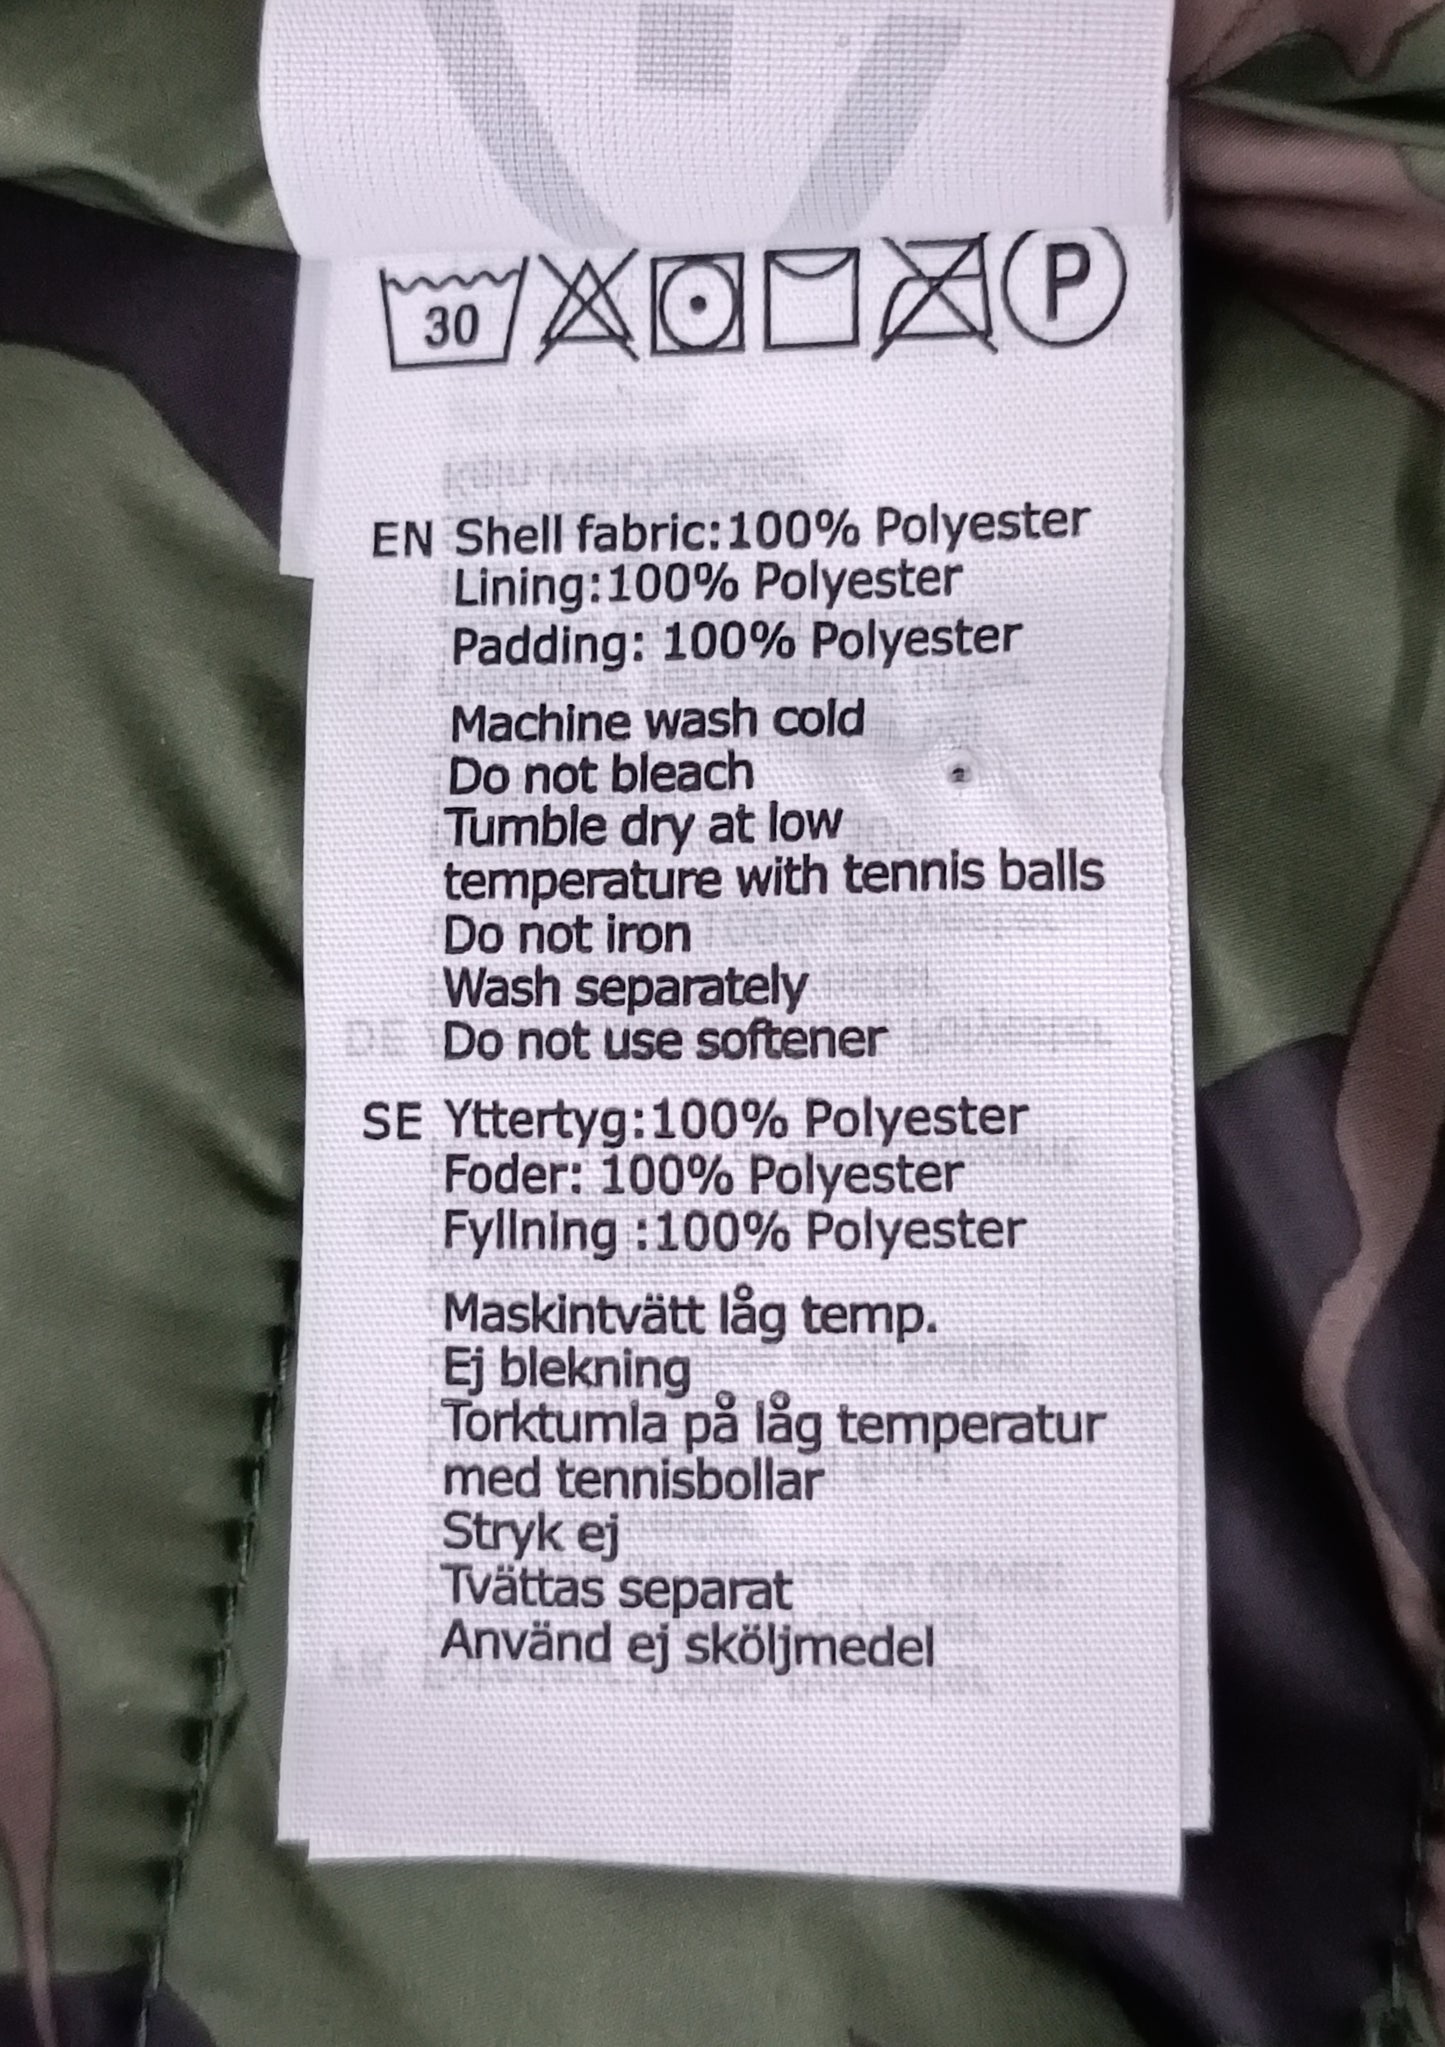 30
P
EN Shell fabric:100% Polyester
Lining:100% Polyester
Padding: 100% Polyester
Machine wash cold
Do not bleach
Tumble dry at low
temperature with tennis balls
Do not iron
Wash separately
Do not use softener
SE Yttertyg:100% Polyester
Foder: 100% Polyester
Fyllning :100% Polyester
Maskintvätt låg temp.
Ej blekning
Torktumla på låg temperatur
med tennisbollar
Stryk ej
Tvättas separat
Använd ej sköljmedel